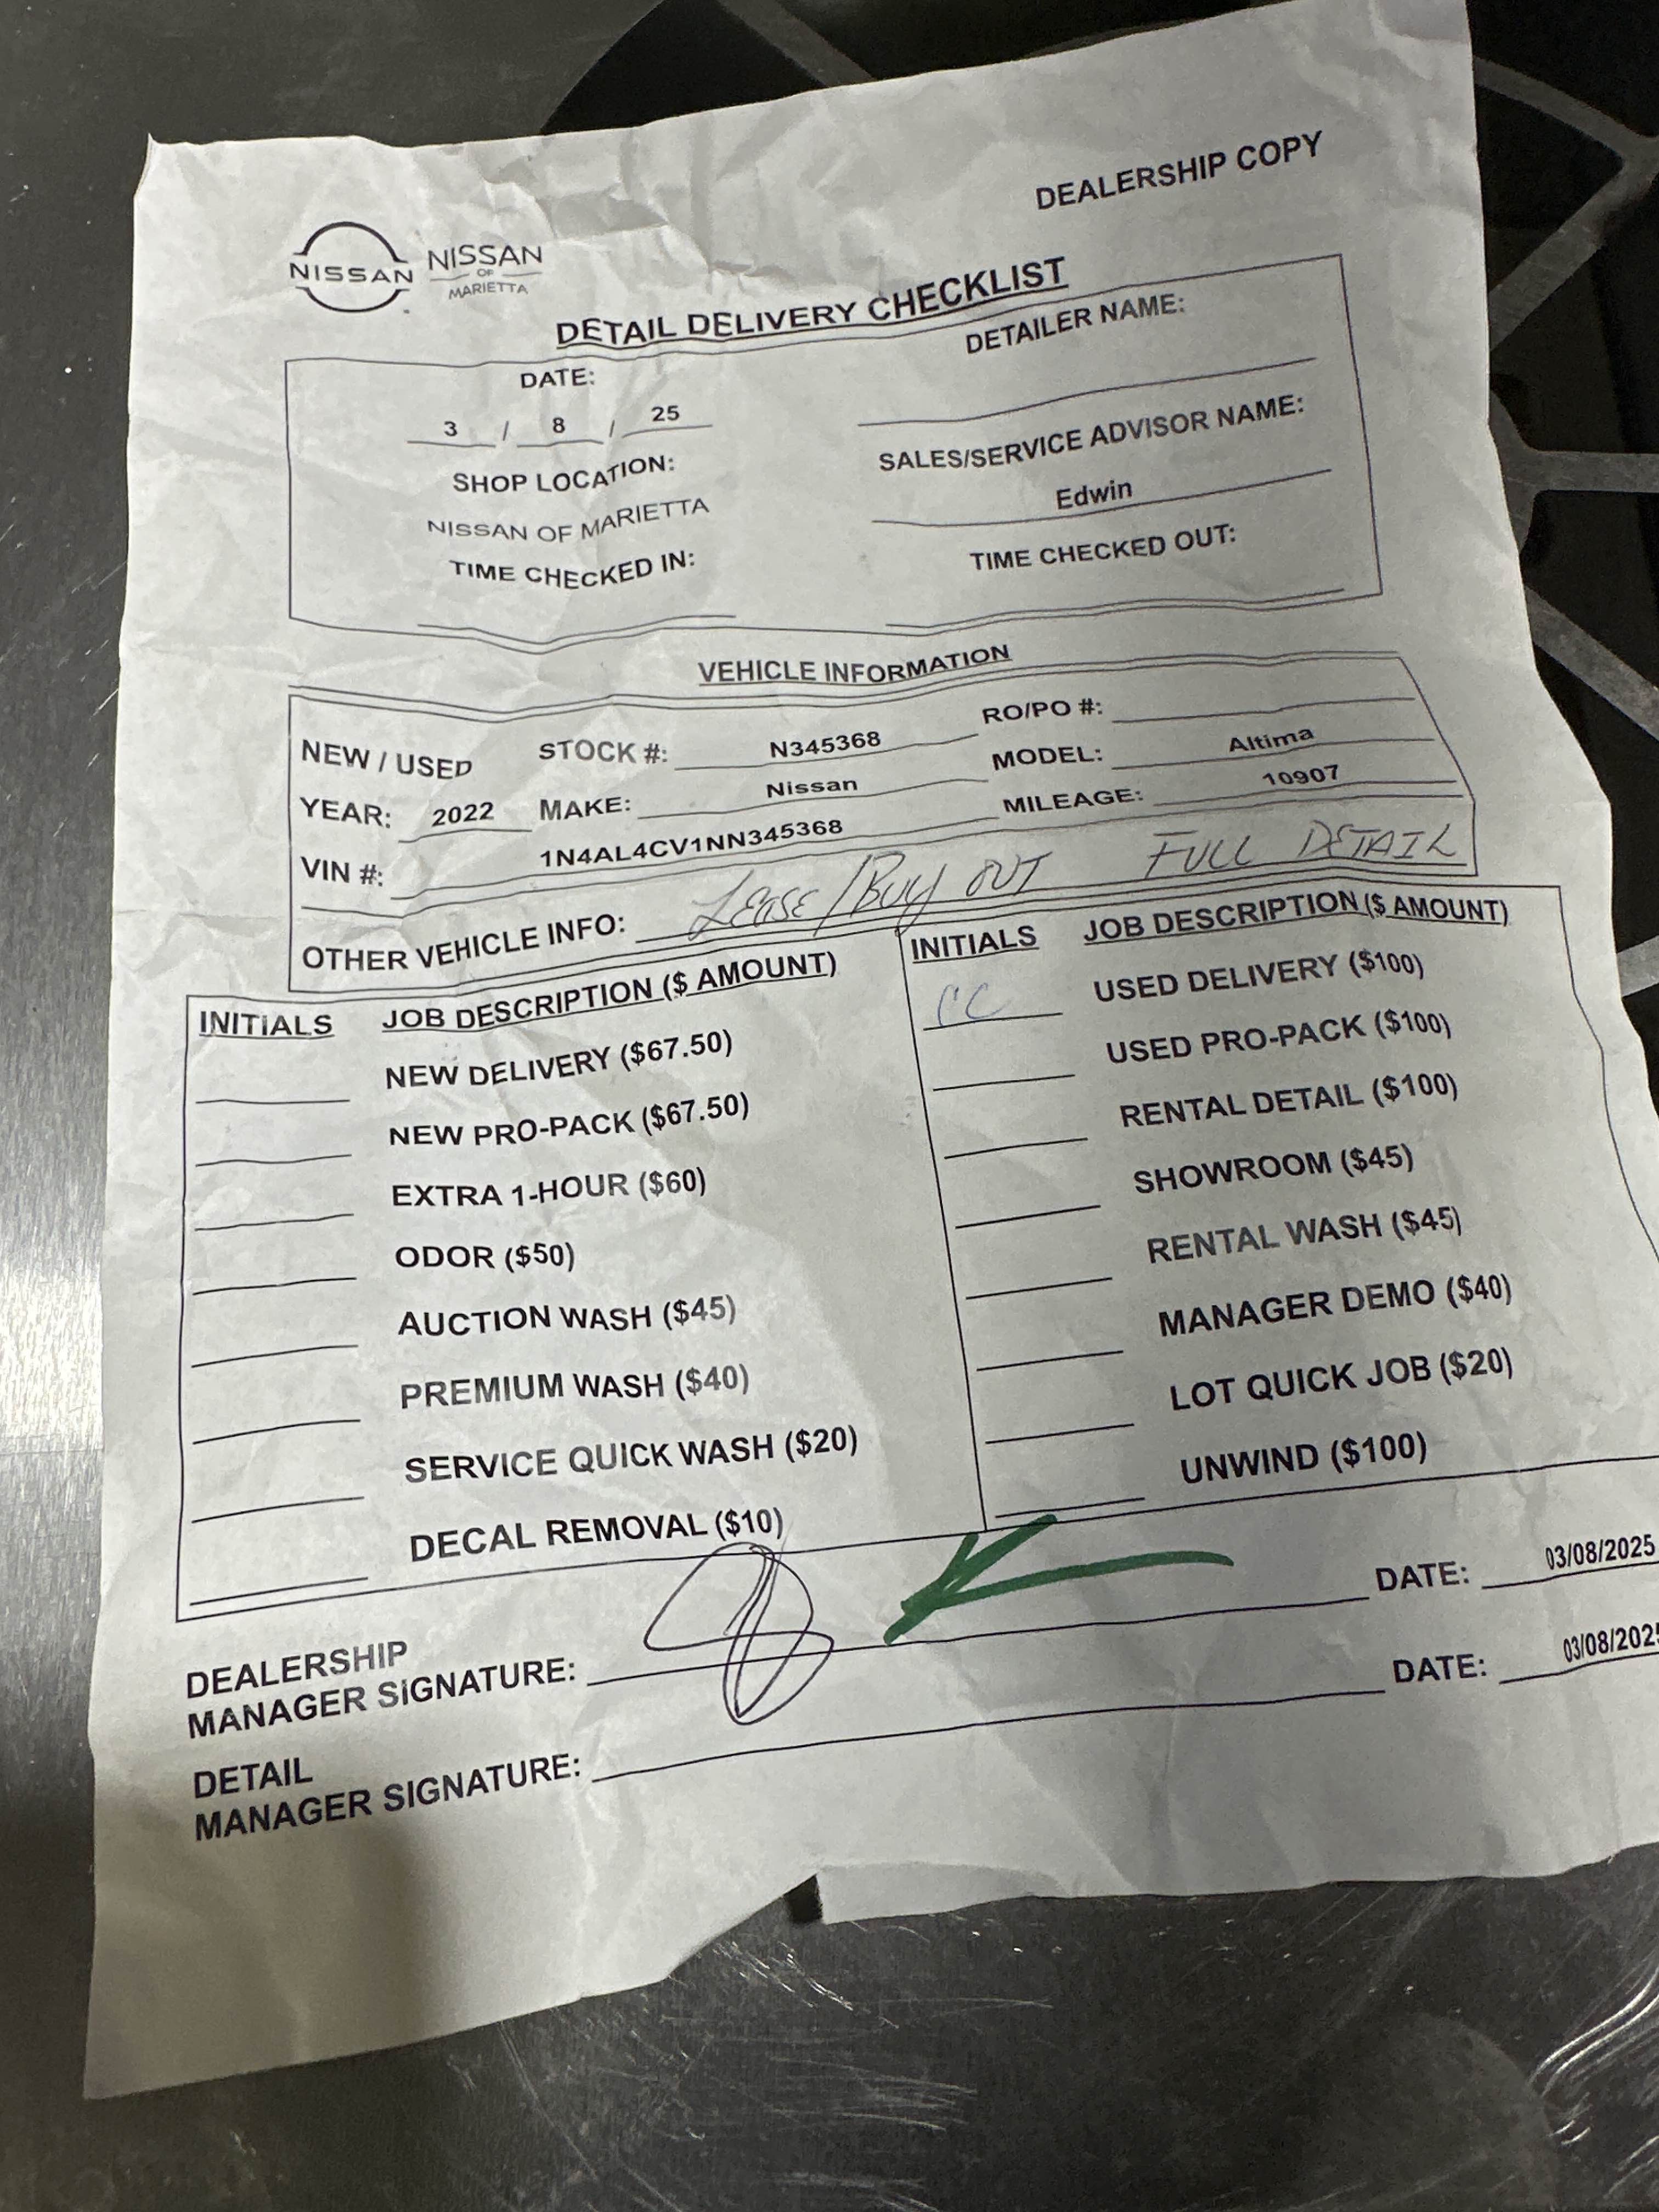 DEALERSHIP COPY
NISSAN
NISSAN
OF
MARIETTA
DETAIL DELIVERY CHECKLIST
DATE:
3 / 8 / 25
SHOP LOCATION:
NISSAN OF MARIETTA
TIME CHECKED IN:
DETAILER NAME:
SALES/SERVICE ADVISOR NAME:
Edwin
TIME CHECKED OUT:
VEHICLE INFORMATION
NEW / USED STOCK #: N345368 RO/PO #:
YEAR: 2022 MAKE: Nissan MODEL: Altima
VIN #: 1N4AL4CV1NN345368 MILEAGE: 10907
OTHER VEHICLE INFO: LEASE/BUY OUT FULL DETAIL
INITIALS JOB DESCRIPTION ($ AMOUNT)
NEW DELIVERY ($67.50)
NEW PRO-PACK ($67.50)
EXTRA 1-HOUR ($60)
ODOR ($50)
AUCTION WASH ($45)
PREMIUM WASH ($40)
SERVICE QUICK WASH ($20)
DECAL REMOVAL ($10)
INITIALS JOB DESCRIPTION ($ AMOUNT)
CC USED DELIVERY ($100)
USED PRO-PACK ($100)
RENTAL DETAIL ($100)
SHOWROOM ($45)
RENTAL WASH ($45)
MANAGER DEMO ($40)
LOT QUICK JOB ($20)
UNWIND ($100)
DEALERSHIP
MANAGER SIGNATURE: DATE: 03/08/2025
DETAIL
MANAGER SIGNATURE: DATE: 03/08/2025